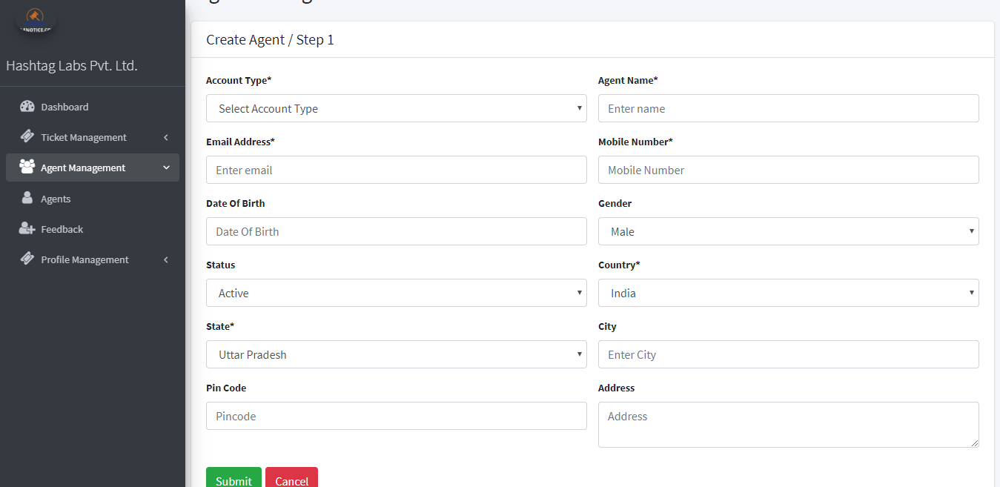 Hashtag Labs Pvt. Ltd.
Dashboard
Ticket Management
Agent Management
Agents
Feedback
Profile Management
Create Agent / Step 1
Account Type*
Agent Name*
Select Account Type
Enter name
Email Address*
Mobile Number*
Enter email
Mobile Number
Date Of Birth
Gender
Date Of Birth
Male
Status
Country*
Active
India
State*
City
Uttar Pradesh
Enter City
Pin Code
Address
Pincode
Address
Submit
Cancel